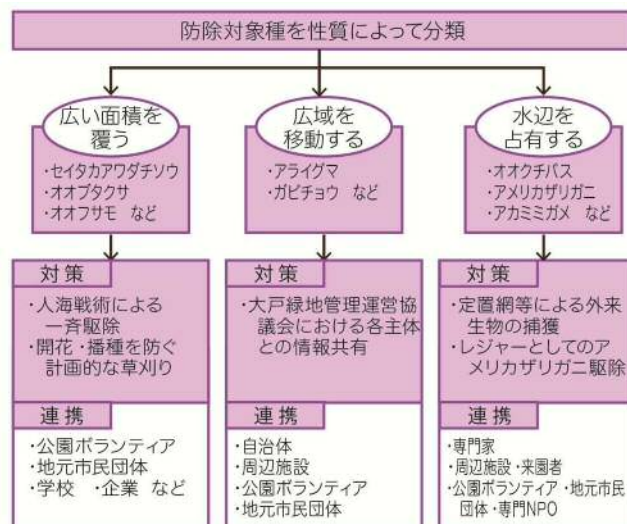 防除対象種を性質によって分類
広い面積を
覆う
・セイタカアワダチソウ
・オオブタクサ
・オオフサモ など
対策
・人海戦術による
一斉駆除
・開花・播種を防ぐ
計画的な草刈り
連携
・公園ボランティア
・地元市民団体
・学校 ・企業 など
広域を
移動する
・アライグマ
・ガビチョウ など
対策
・大戸緑地管理運営協
議会における各主体
との情報共有
連携
・自治体
・周辺施設
・公園ボランティア
・地元市民団体
水辺を
占有する
・オオクチバス
・アメリカザリガニ
・アカミミガメ など
対策
・定置網等による外来
生物の捕獲
・レジャーとしてのア
メリカザリガニ駆除
連携
・専門家
・周辺施設・来園者
・公園ボランティア・地元市民
団体・専門NPO